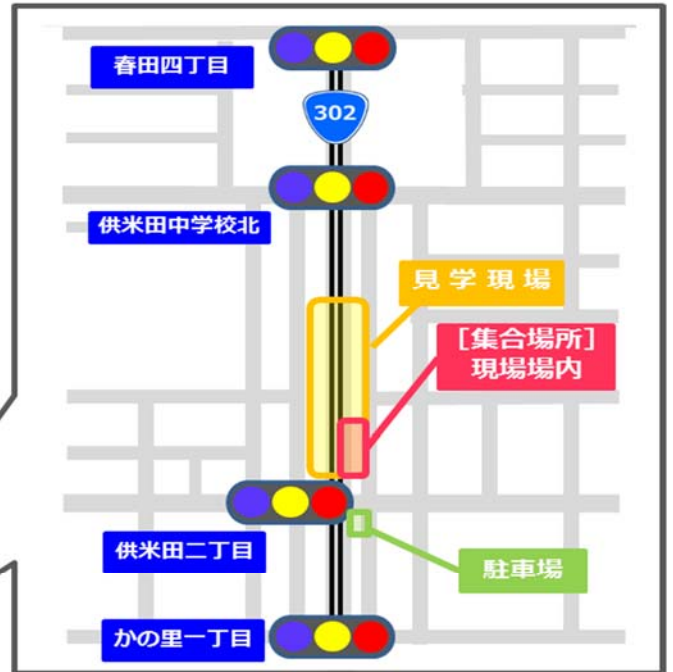 春田四丁目
302
供米田中学校北
見学現場
［集合場所］
現場場内
供米田二丁目
駐車場
かの里一丁目